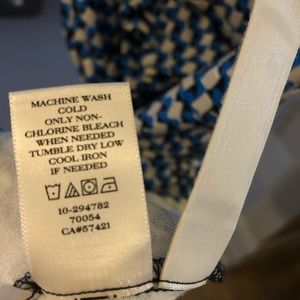 MACHINE WASH
COLD
ONLY NON-
CHLORINE BLEACH
WHEN NEEDED
TUMBLE DRY LOW
COOL IRON
IF NEEDED
10-294782
70054
CA#57421